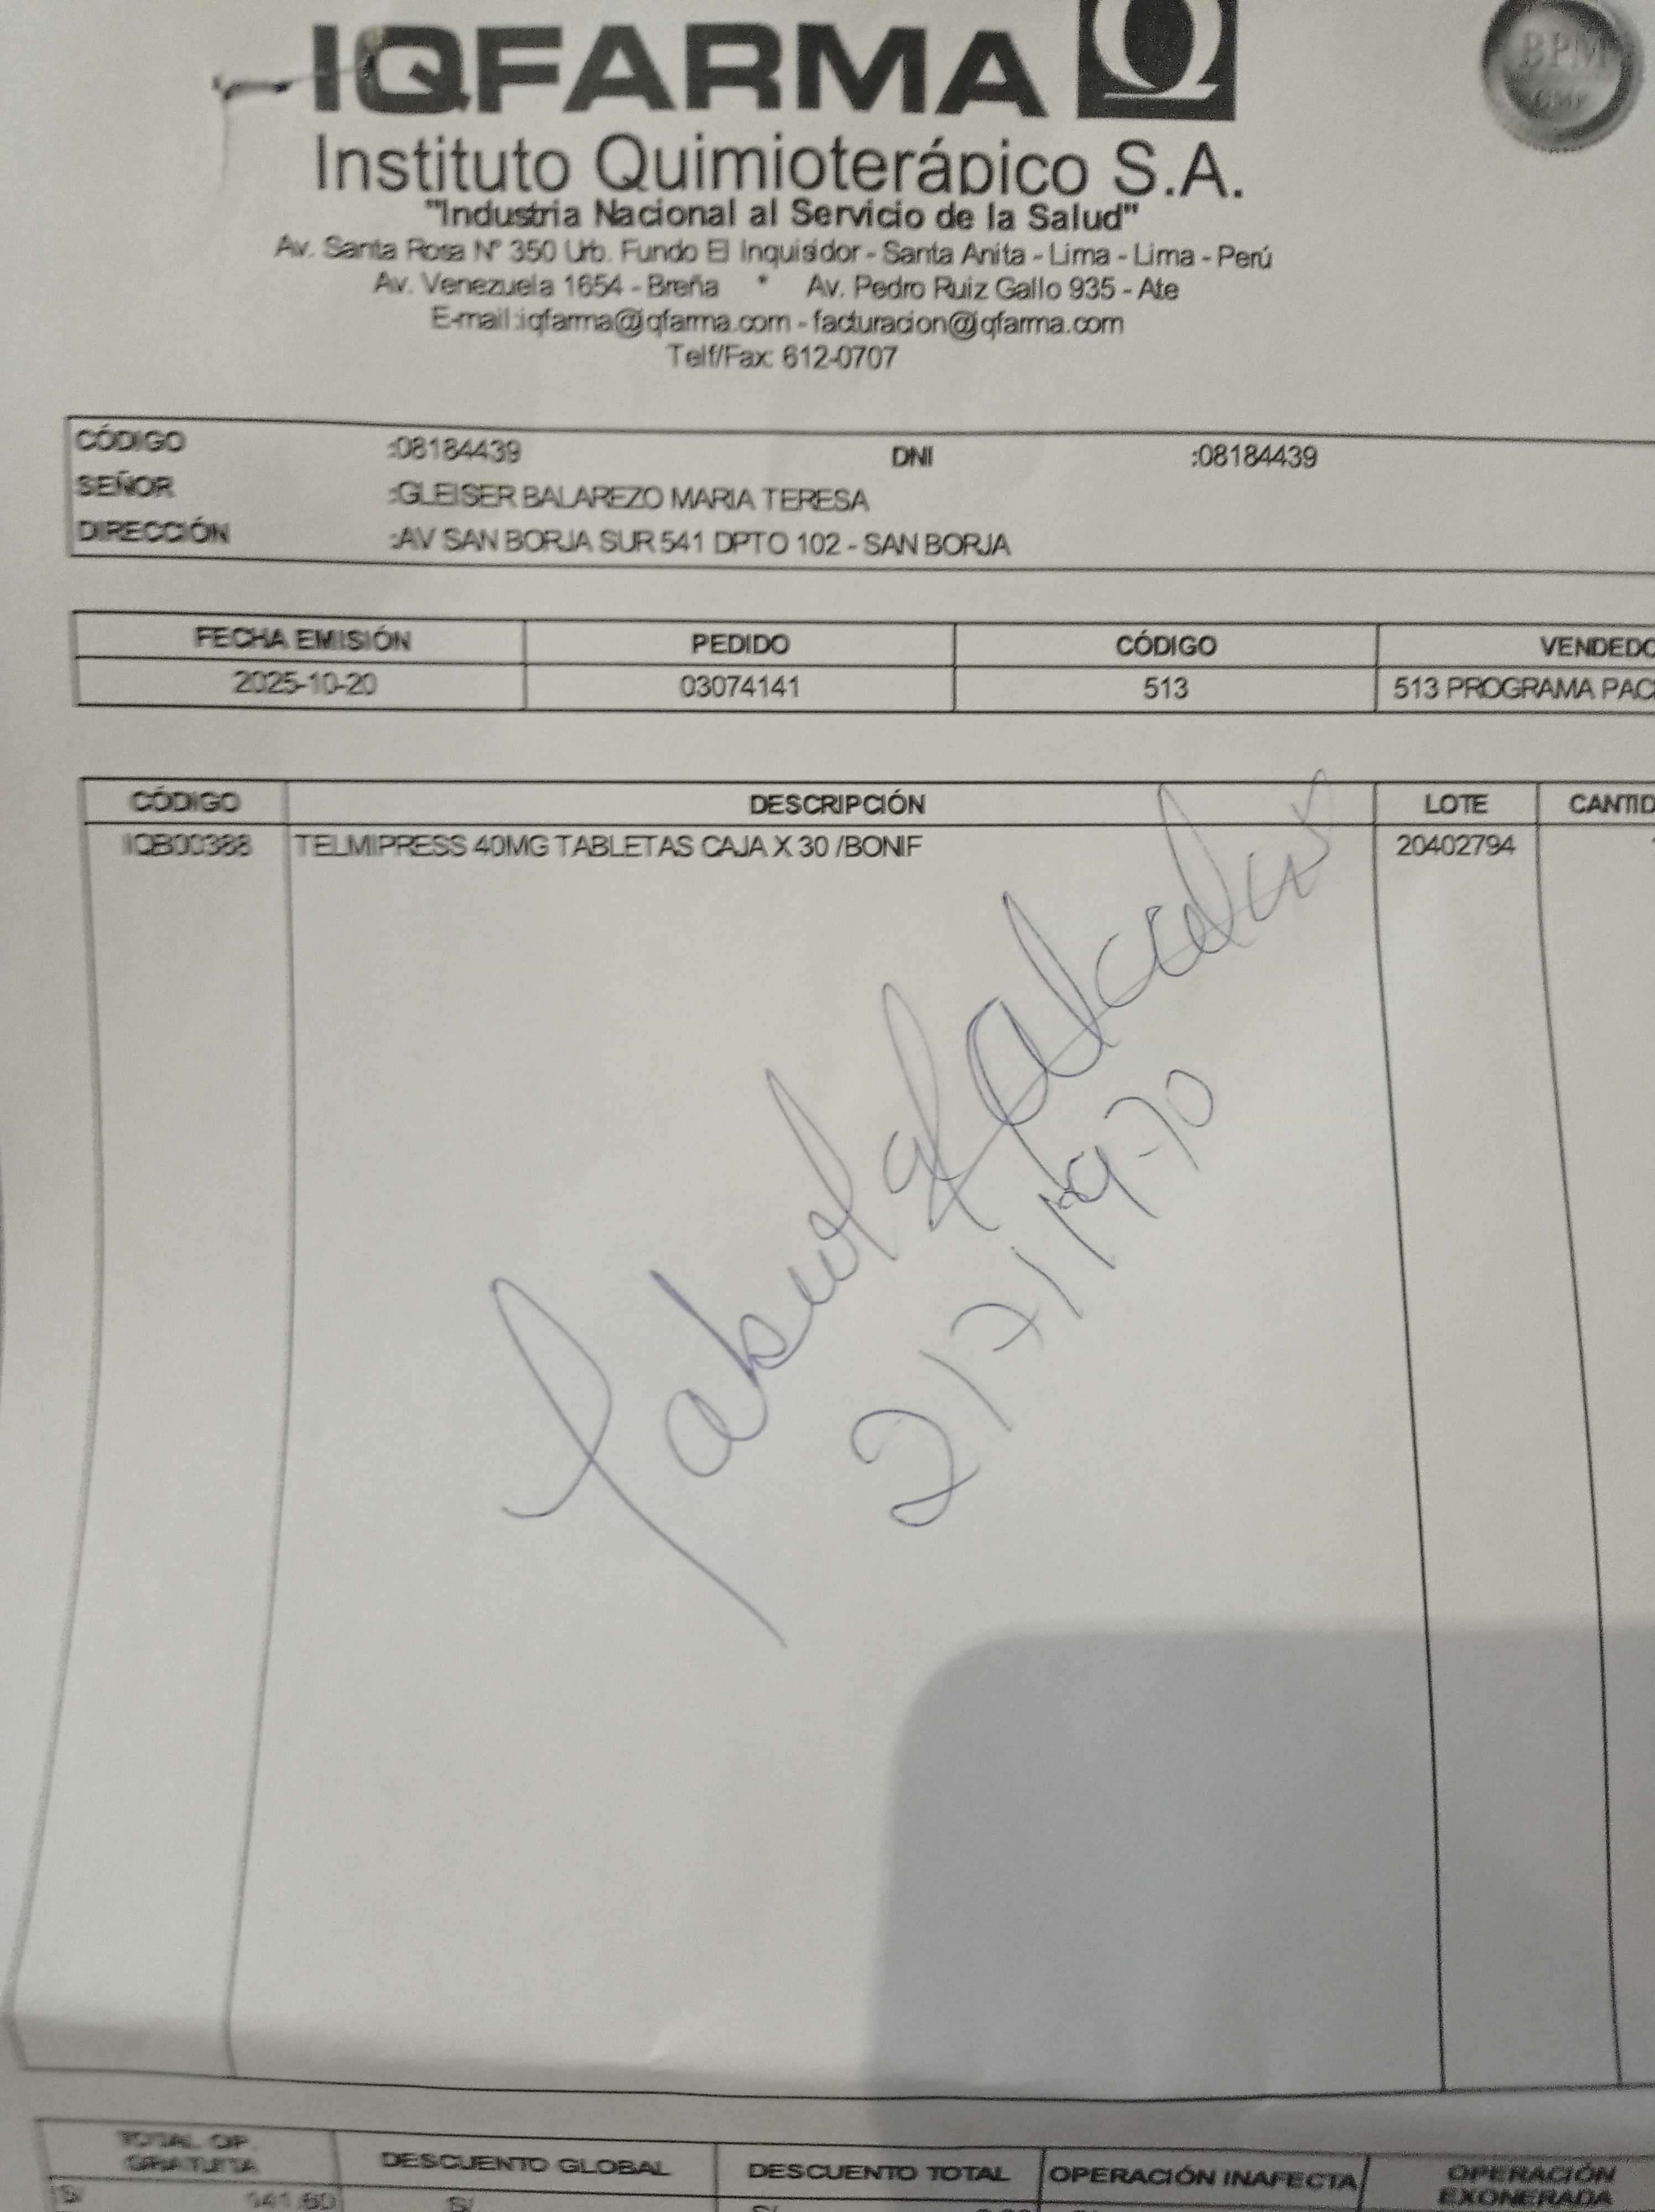 IQFARMA
BPM
GMP
Instituto Quimioterápico S.A.
"Industria Nacional al Servicio de la Salud"
Av. Santa Rosa Nº 350 Urb. Fundo El Inquisidor - Santa Anita - Lima - Lima - Perú
Av. Venezuela 1654 - Breña * Av. Pedro Ruiz Gallo 935 - Ate
E-mail:iqfarma@iqfarma.com - facturacion@iqfarma.com
Telf/Fax: 612-0707
CÓDIGO :08184439 DNI :08184439
SEÑOR :GLEISER BALAREZO MARIA TERESA
DIRECCIÓN :AV SAN BORJA SUR 541 DPTO 102 - SAN BORJA
FECHA EMISIÓN PEDIDO CÓDIGO VENDEDO
2025-10-20 03074141 513 513 PROGRAMA PAC
CÓDIGO DESCRIPCIÓN LOTE CANTID
IQB00388 TELMIPRESS 40MG TABLETAS CAJA X 30 /BONIF 20402794
TOTAL OP. GRATUITA DESCUENTO GLOBAL DESCUENTO TOTAL OPERACIÓN INAFECTA OPERACIÓN EXONERADA
S/ 141.60 S/ S/